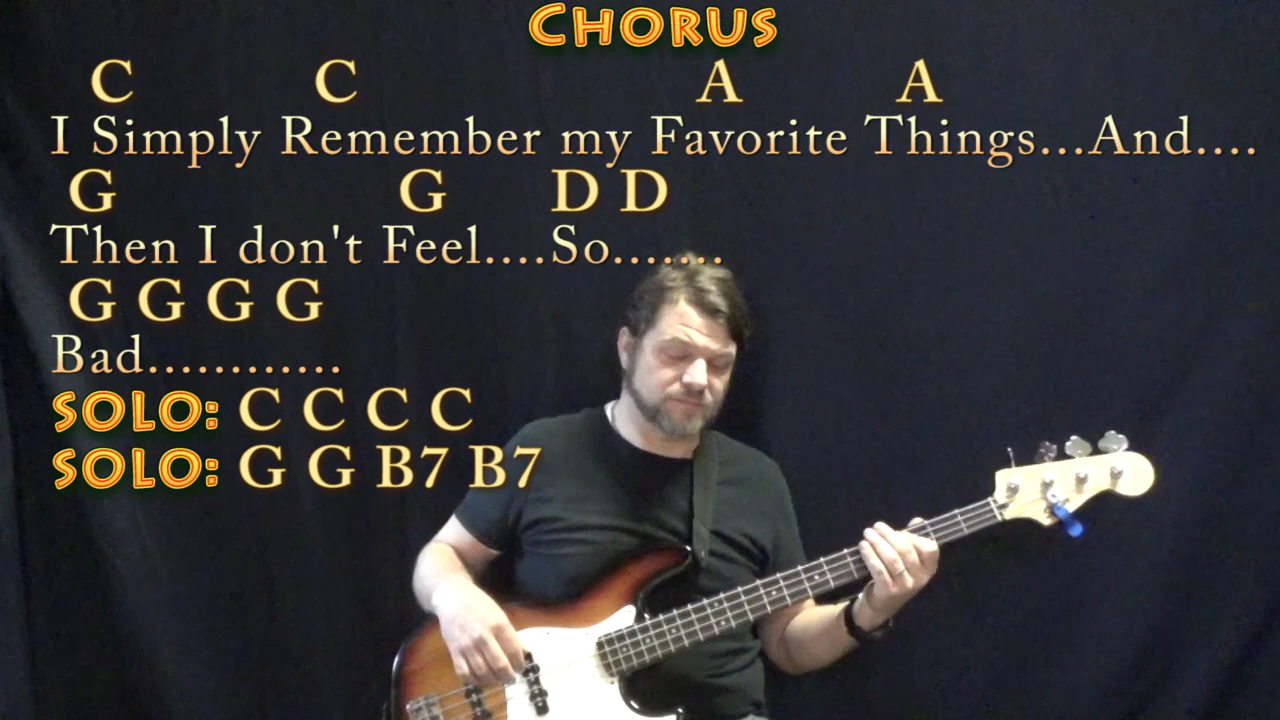 CHORUS
C C A A
I Simply Remember my Favorite Things...And....
G G D D
Then I don't Feel....So.......
G G G G
Bad............
SOLO: C C C C
SOLO: G G B7 B7